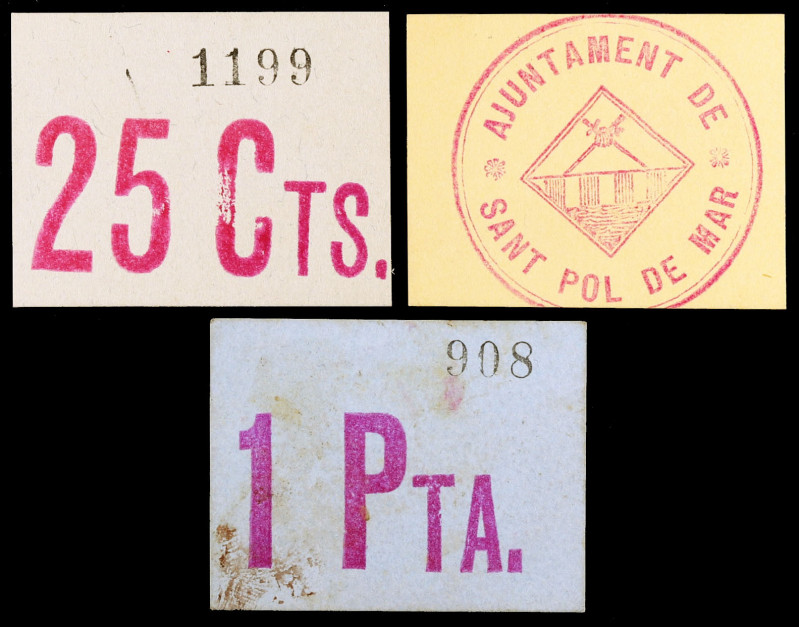 1199
25 CTS.
AJUNTAMENT DE
SANT POL DE MAR
908
1 PTA.